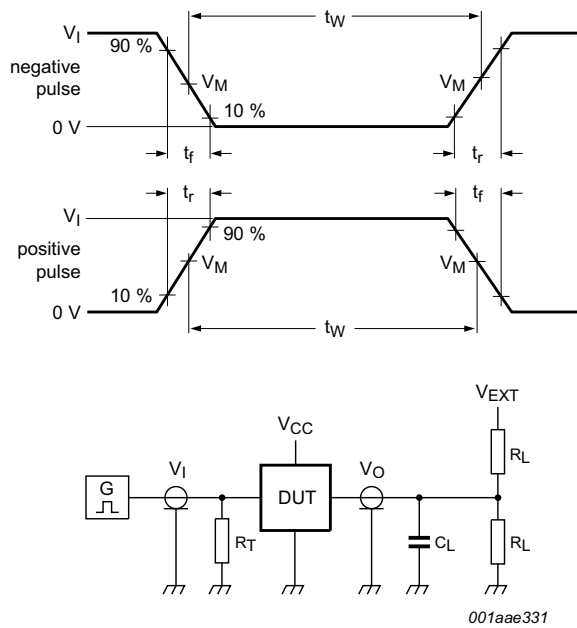 V_I
t_W
90 %
negative
pulse
V_M
V_M
10 %
0 V
t_f
t_r
t_r
t_f
V_I
90 %
positive
pulse
V_M
V_M
10 %
0 V
t_W
V_EXT
V_CC
R_L
V_I
V_O
G
DUT
R_T
C_L
R_L
001aae331